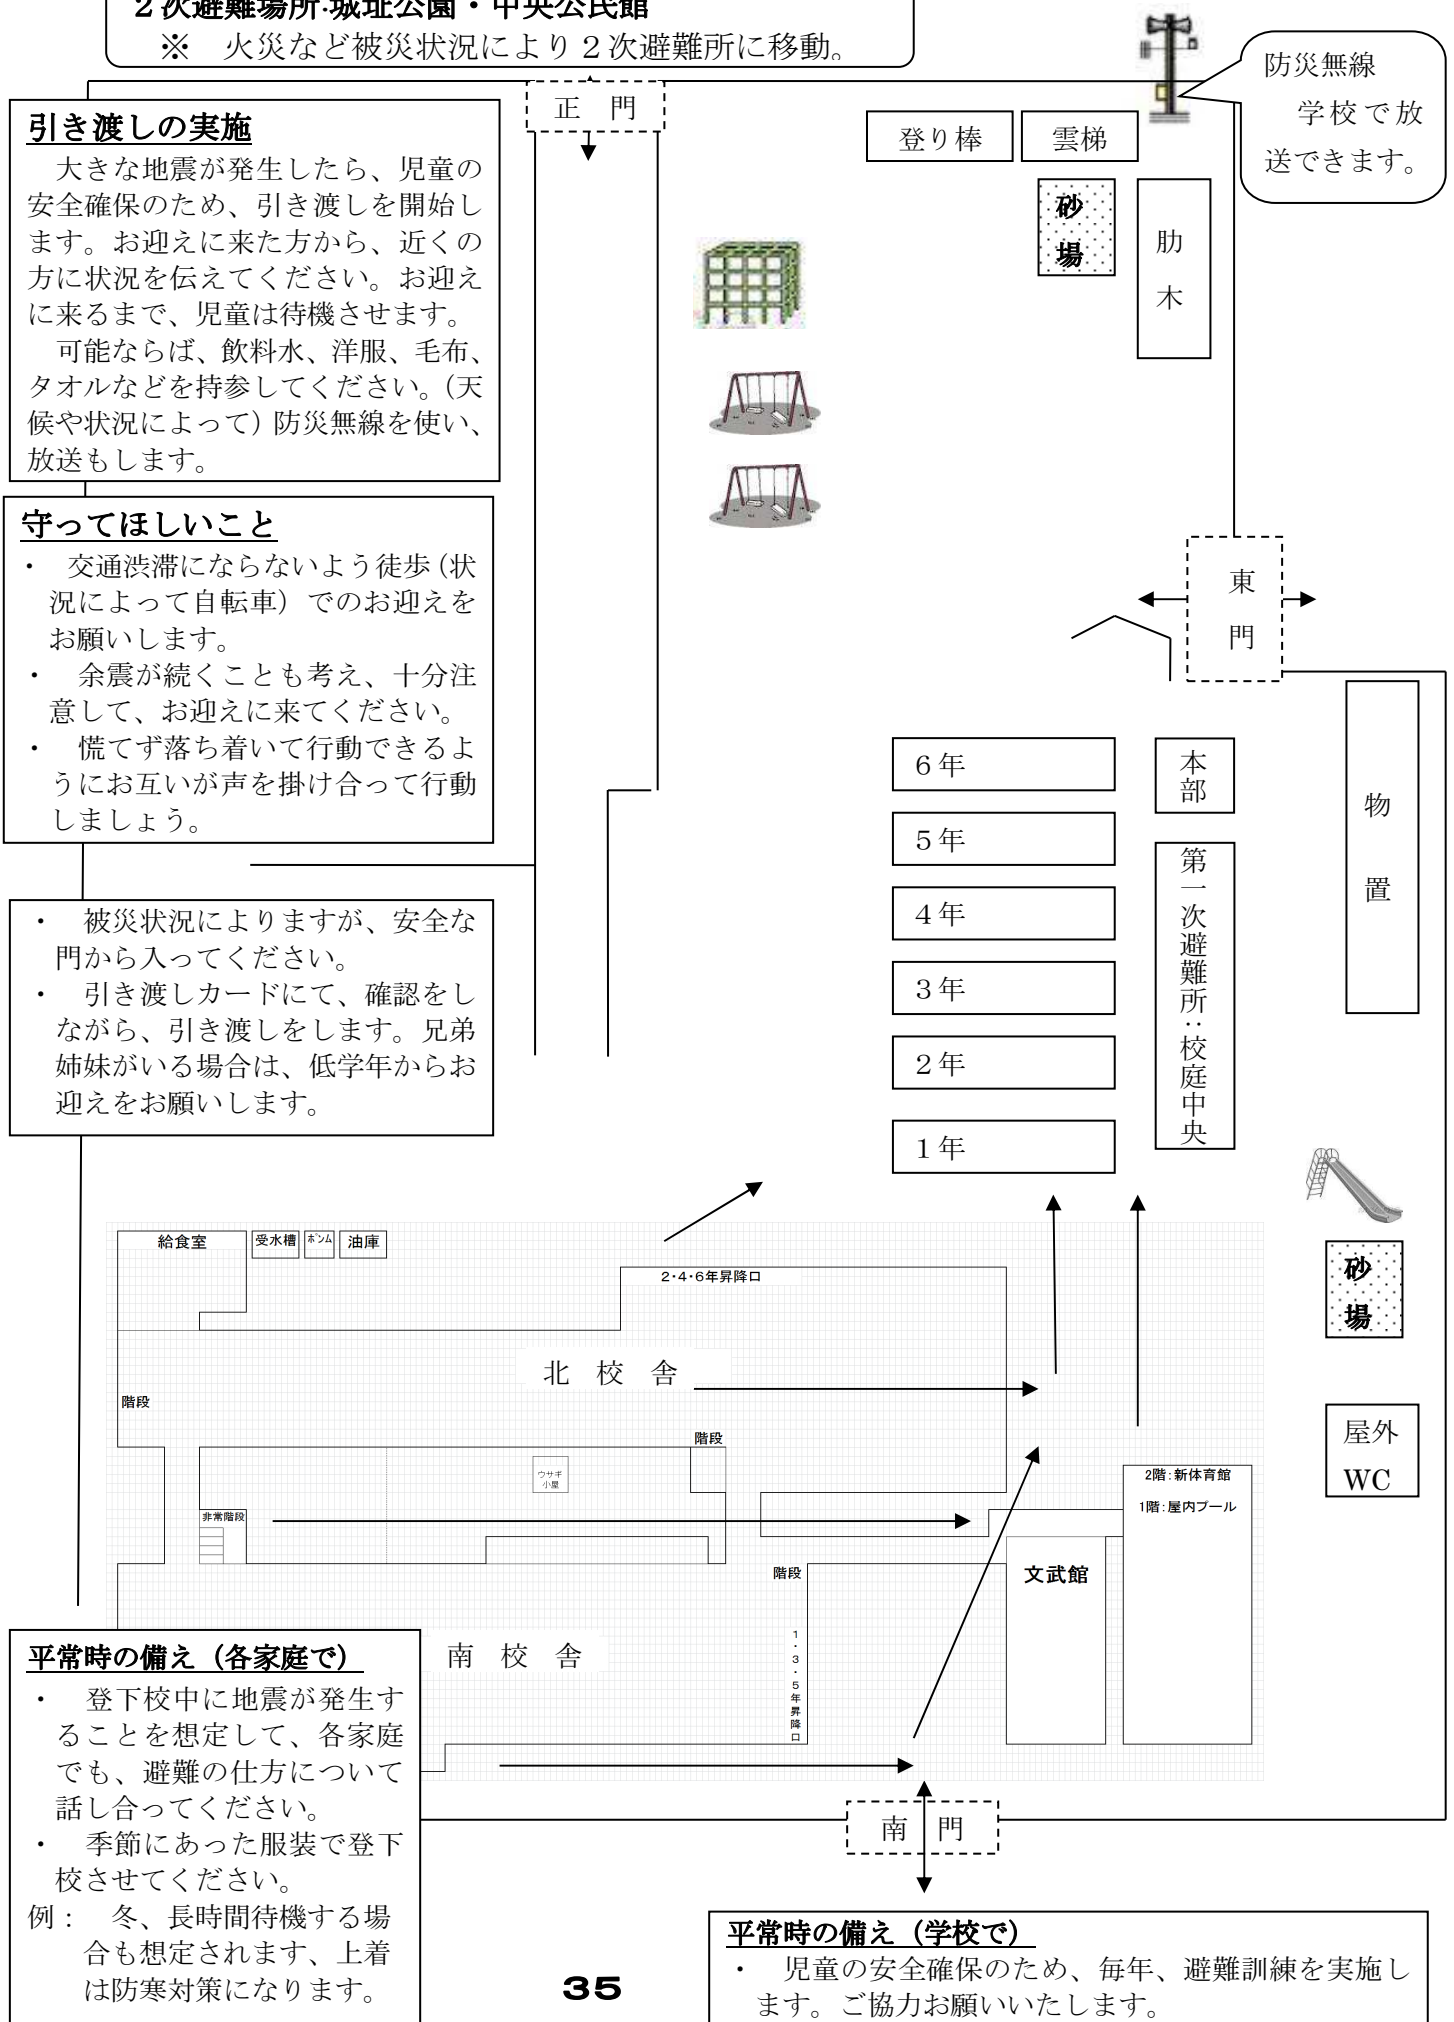 ２次避難場所:城址公園・中央公民館
※　火災など被災状況により２次避難所に移動。
防災無線
学校で放
送できます。
正　門
登り棒
雲梯
砂
場
肋
木
引き渡しの実施
大きな地震が発生したら、児童の
安全確保のため、引き渡しを開始し
ます。お迎えに来た方から、近くの
方に状況を伝えてください。お迎え
に来るまで、児童は待機させます。
可能ならば、飲料水、洋服、毛布、
タオルなどを持参してください。（天
候や状況によって）防災無線を使い、
放送もします。
守ってほしいこと
・　交通渋滞にならないよう徒歩（状
況によって自転車）でのお迎えを
お願いします。
・　余震が続くことも考え、十分注
意して、お迎えに来てください。
・　慌てず落ち着いて行動できるよ
うにお互いが声を掛け合って行動
しましょう。
・　被災状況によりますが、安全な
門から入ってください。
・　引き渡しカードにて、確認をし
ながら、引き渡しをします。兄弟
姉妹がいる場合は、低学年からお
迎えをお願いします。
東
門
６年
５年
４年
３年
２年
１年
本部
第一次避難所：校庭中央
物
置
砂
場
屋外
WC
給食室
受水槽
ポンム
油庫
2・4・6年昇降口
北　校　舎
階段
階段
ウサギ
小屋
非常階段
2階：新体育館
1階：屋内プール
階段
文武館
南　校　舎
1・3・5年昇降口
南　門
平常時の備え（各家庭で）
・　登下校中に地震が発生す
ることを想定して、各家庭
でも、避難の仕方について
話し合ってください。
・　季節にあった服装で登下
校させてください。
例：　冬、長時間待機する場
合も想定されます、上着
は防寒対策になります。
平常時の備え（学校で）
・　児童の安全確保のため、毎年、避難訓練を実施し
ます。ご協力お願いいたします。
35